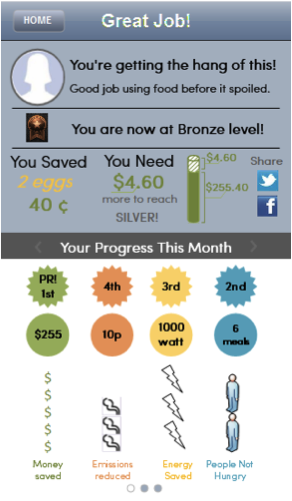 HOME
Great Job!
You're getting the hang of this!
Good job using food before it spoiled.
You are now at Bronze level!
You Saved
2 eggs
40 ¢
You Need
$4.60
more to reach
SILVER!
$4.60
$255.40
Share
Your Progress This Month
PR!
1st
4th
3rd
2nd
$255
10p
1000
watt
6
meals
$
$
$
$
$
Money
saved
Emissions
reduced
Energy
Saved
People Not
Hungry